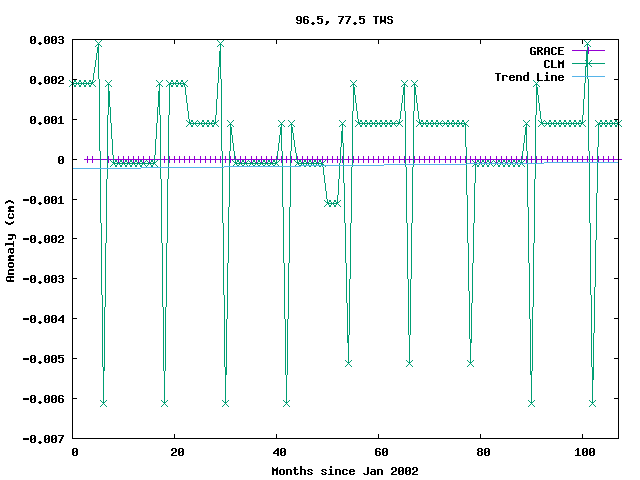 96.5, 77.5 TWS
GRACE
CLM
Trend Line
0.003
0.002
0.001
0
-0.001
-0.002
-0.003
-0.004
-0.005
-0.006
-0.007
Anomaly (cm)
0 20 40 60 80 100
Months since Jan 2002